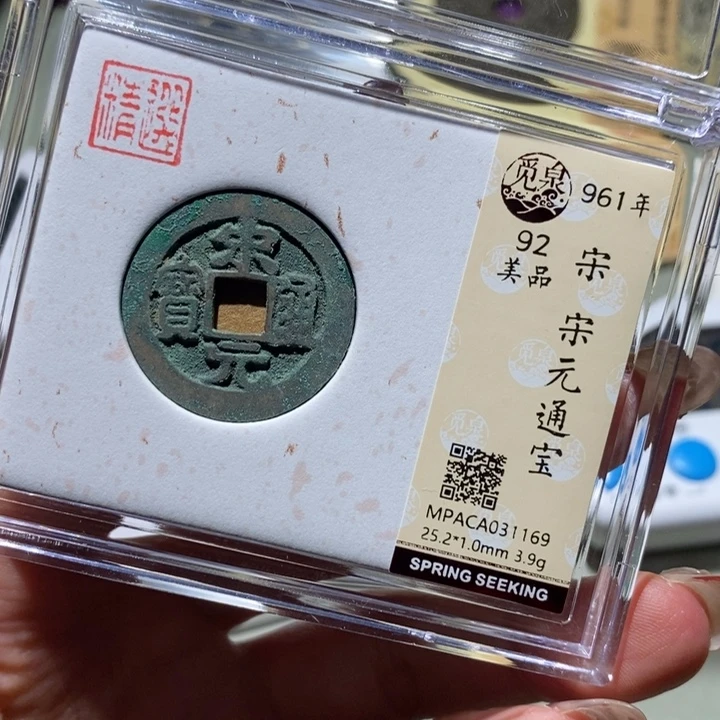 精選
宋元通寶
覓泉
961年
92
美品
宋
宋元通宝
MPACA031169
25.2*1.0mm 3.9g
SPRING SEEKING